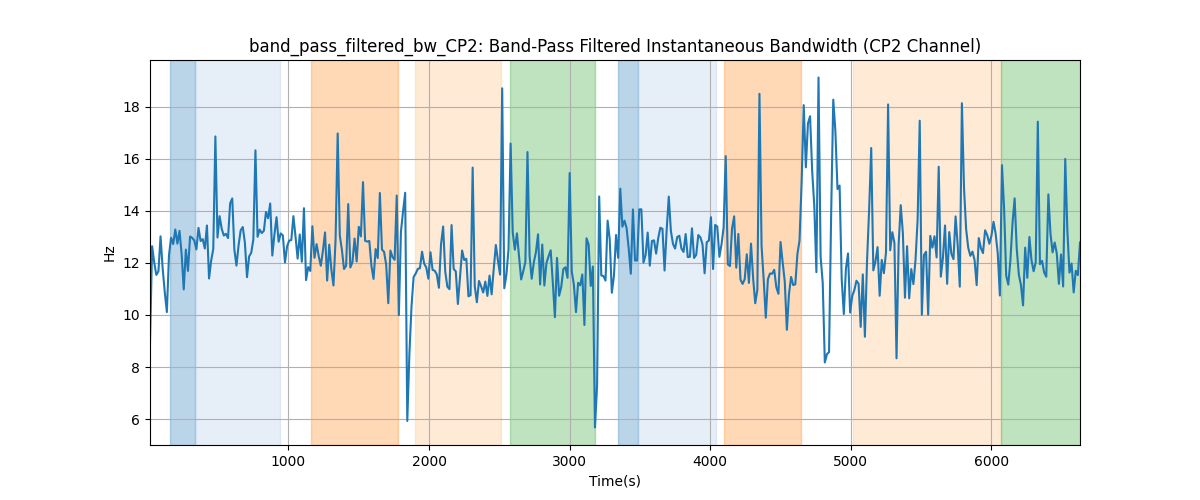 band_pass_filtered_bw_CP2: Band-Pass Filtered Instantaneous Bandwidth (CP2 Channel)
Hz
18
16
14
12
10
8
6
1000 2000 3000 4000 5000 6000
Time(s)